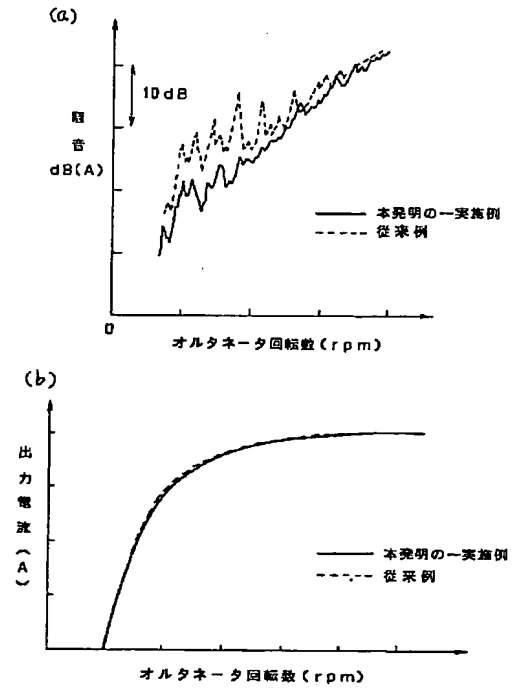 (a)
10dB
騒音
dB(A)
本発明の一実施例
従来例
0
オルタネータ回転数(rpm)
(b)
出力電流(A)
本発明の一実施例
従来例
オルタネータ回転数(rpm)